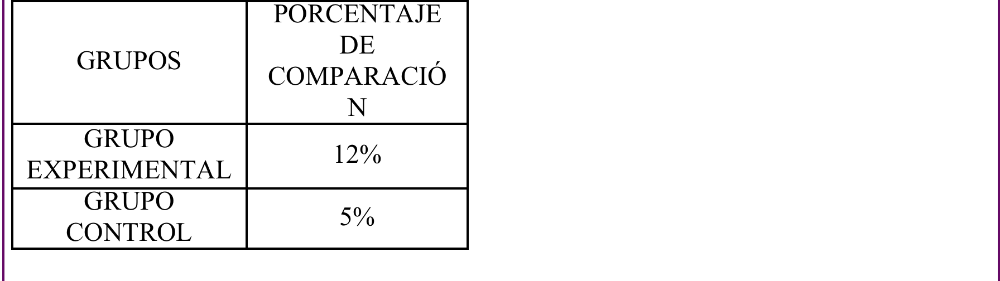 GRUPOS
PORCENTAJE
DE
COMPARACIÓ
N
GRUPO
EXPERIMENTAL
12%
GRUPO
CONTROL
5%